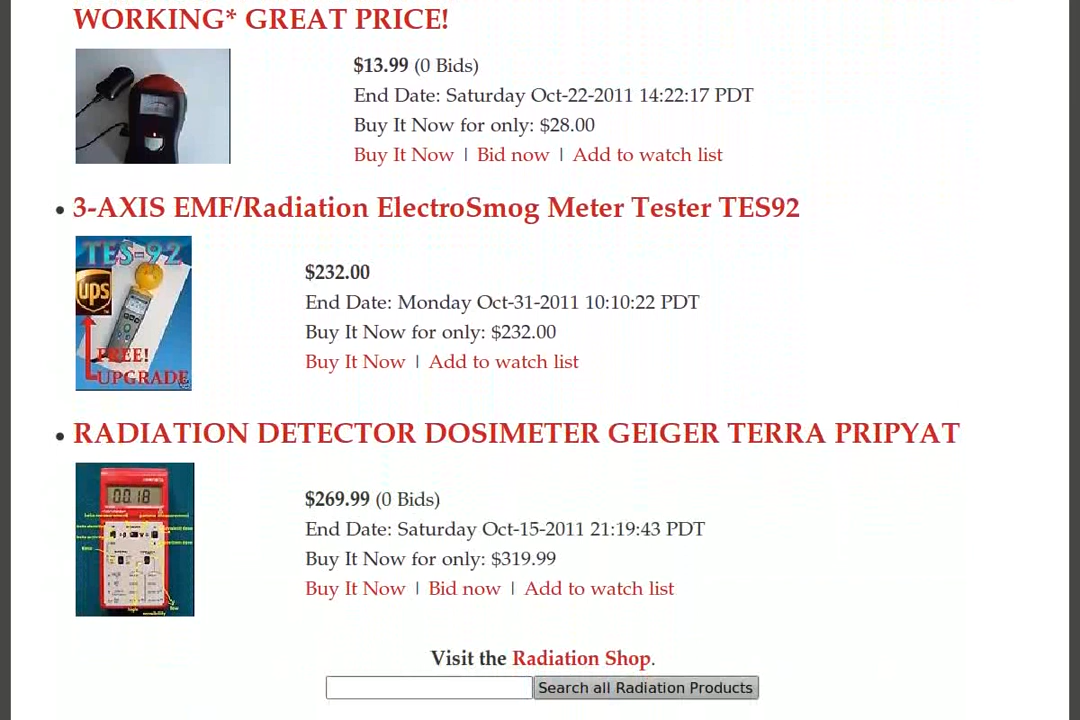 WORKING* GREAT PRICE!
$13.99 (0 Bids)
End Date: Saturday Oct-22-2011 14:22:17 PDT
Buy It Now for only: $28.00
Buy It Now | Bid now | Add to watch list
• 3-AXIS EMF/Radiation ElectroSmog Meter Tester TES92
TES-92
ups
FREE!
UPGRADE
$232.00
End Date: Monday Oct-31-2011 10:10:22 PDT
Buy It Now for only: $232.00
Buy It Now | Add to watch list
• RADIATION DETECTOR DOSIMETER GEIGER TERRA PRIPYAT
00.18
$269.99 (0 Bids)
End Date: Saturday Oct-15-2011 21:19:43 PDT
Buy It Now for only: $319.99
Buy It Now | Bid now | Add to watch list
Visit the Radiation Shop.
Search all Radiation Products